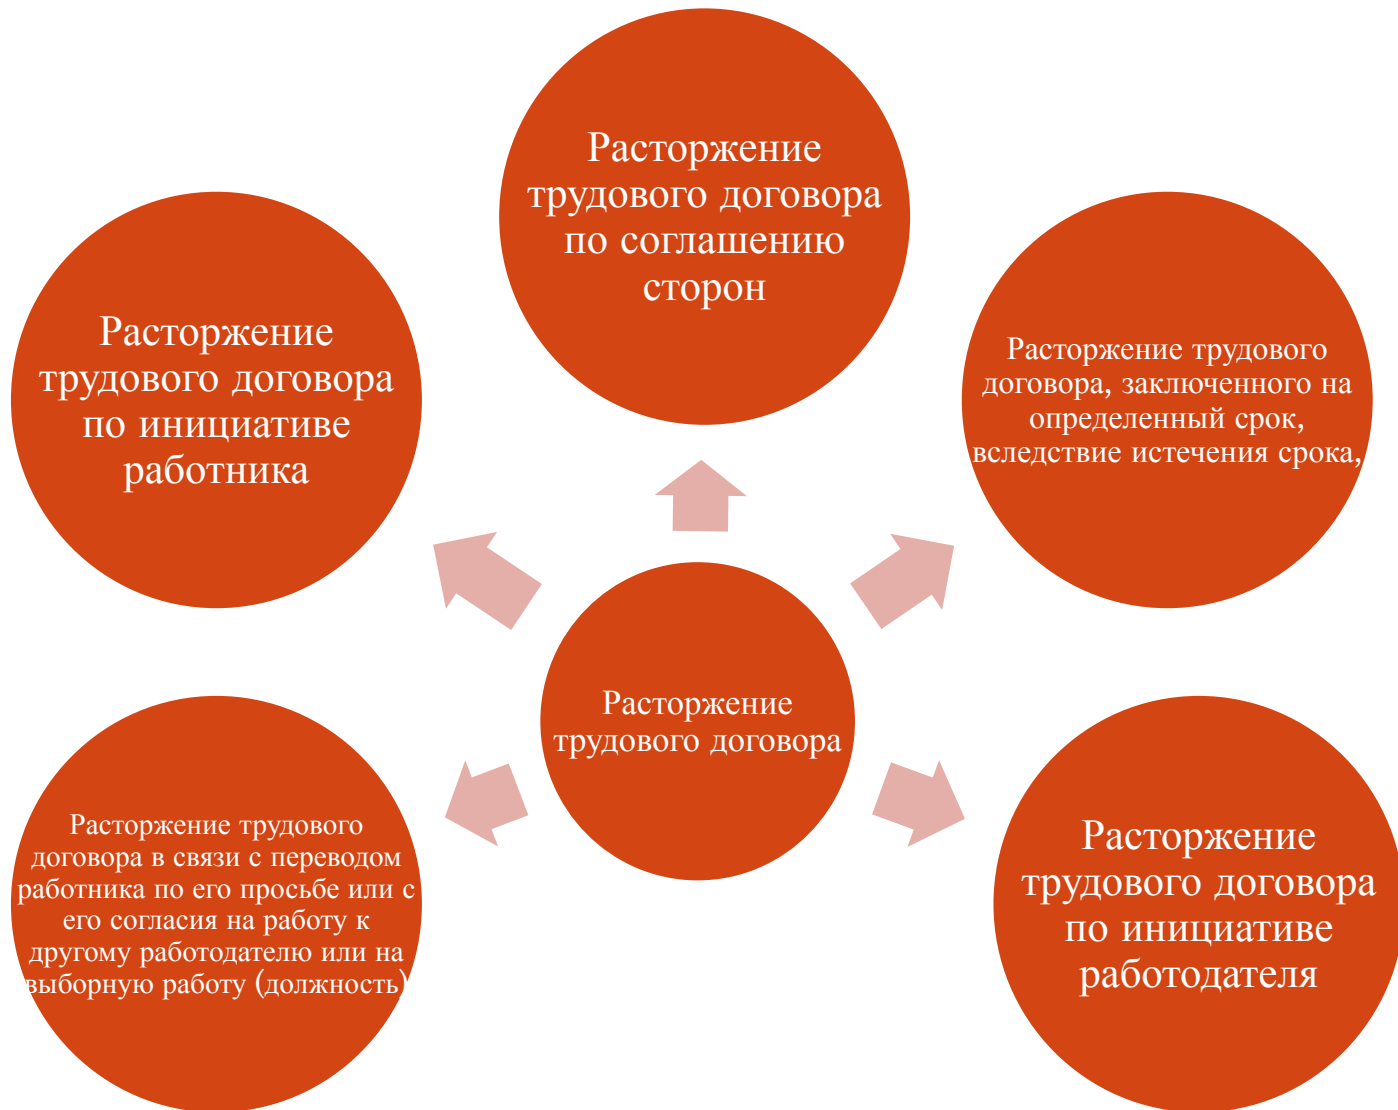 Расторжение
трудового договора
по соглашению
сторон
Расторжение
трудового договора
по инициативе
работника
Расторжение трудового
договора, заключенного на
определенный срок,
вследствие истечения срока,
Расторжение
трудового договора
Расторжение трудового
договора в связи с переводом
работника по его просьбе или с
его согласия на работу к
другому работодателю или на
выборную работу (должность)
Расторжение
трудового договора
по инициативе
работодателя